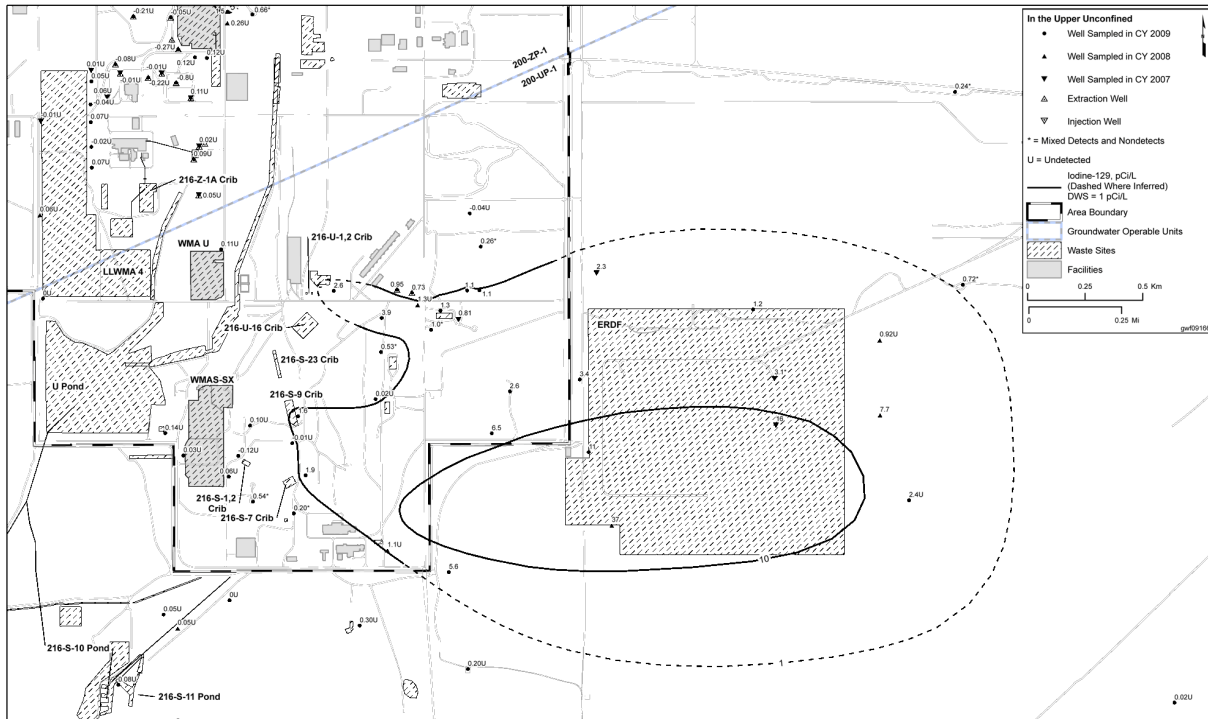 -0.21U
-0.05U
0.66*
0.26U
-0.27U
0.12U
0.12U
0.01U
-0.08U
0.05U
-0.01U
-0.01U
-0.22U
-0.8U
0.06U
0.11U
-0.04U
0.01U
0.07U
-0.02U
0.02U
0.09U
0.07U
216-Z-1A Crib
0.05U
0.06U
200-ZP-1
200-UP-1
0.24*
-0.04U
0.26*
WMA U
0.11U
216-U-1,2 Crib
LLWMA 4
0U
2.3
0.72*
2.6
0.95
0.73
1.3U
1.1
1.1
1.3
0.81
1.0*
3.9
1.2
ERDF
216-U-16 Crib
0.92U
0.53*
216-S-23 Crib
U Pond
WMAS-SX
216-S-9 Crib
3.4
3.1*
2.6
0.02U
1.6
7.7
0.10U
0.14U
6.5
16
-0.01U
11
0.03U
-0.12U
0.06U
1.9
216-S-1,2
Crib
0.54*
216-S-7 Crib
0.20*
2.4U
37
1.1U
10
5.6
0U
0.05U
0.05U
0.30U
216-S-10 Pond
0.20U
1
0.08U
216-S-11 Pond
0.02U
In the Upper Unconfined
Well Sampled in CY 2009
Well Sampled in CY 2008
Well Sampled in CY 2007
Extraction Well
Injection Well
* = Mixed Detects and Nondetects
U = Undetected
Iodine-129, pCi/L
(Dashed Where Inferred)
DWS = 1 pCi/L
Area Boundary
Groundwater Operable Units
Waste Sites
Facilities
0 0.25 0.5 Km
0 0.25 Mi